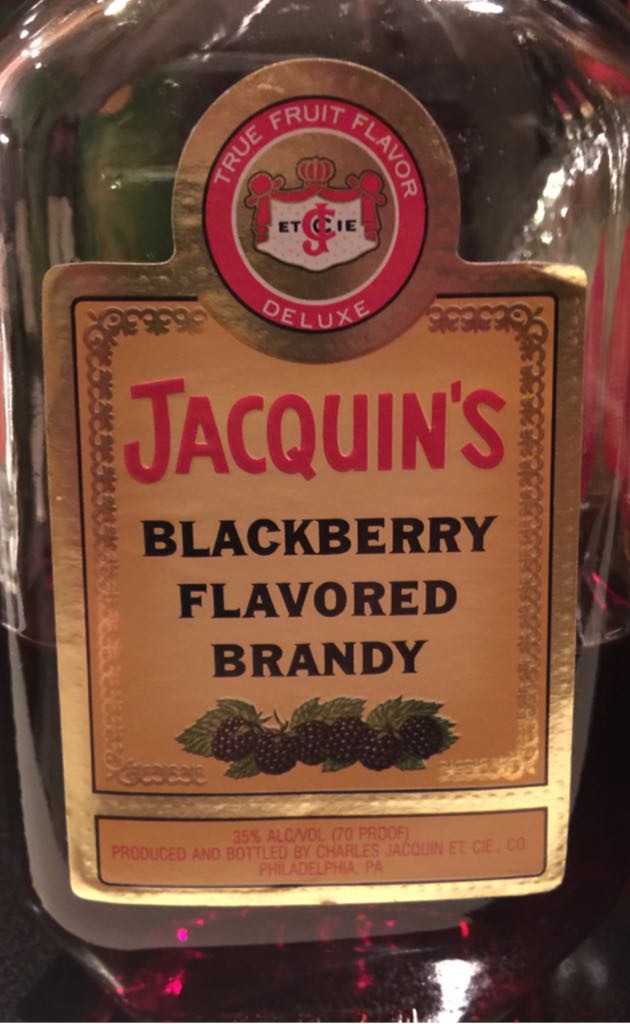 TRUE FRUIT FLAVOR
ET JC CIE
DELUXE
JACQUIN'S
BLACKBERRY
FLAVORED
BRANDY
35% ALC/VOL (70 PROOF)
PRODUCED AND BOTTLED BY CHARLES JACQUIN ET. CIE., CO.
PHILADELPHIA, PA